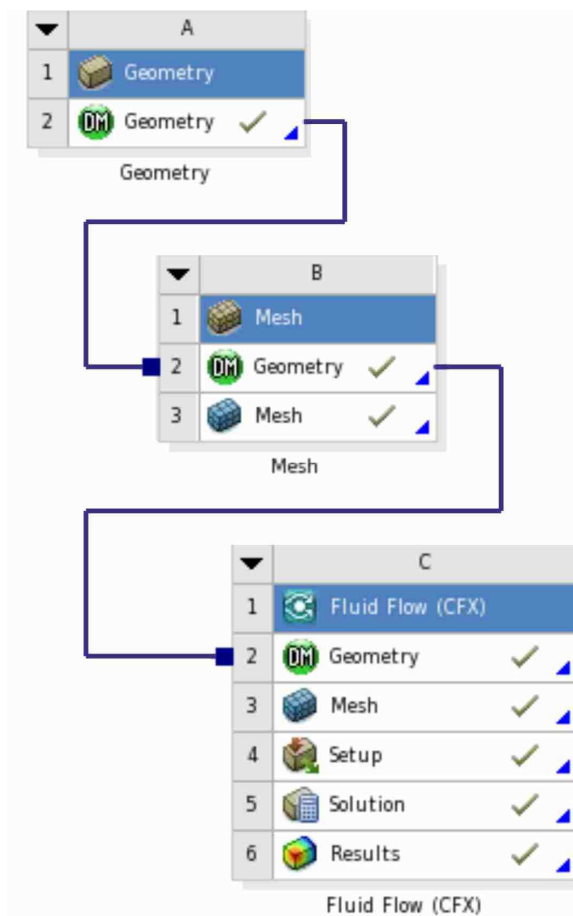 A
1 Geometry
2 DM Geometry
Geometry
B
1 Mesh
2 DM Geometry
3 Mesh
Mesh
C
1 Fluid Flow (CFX)
2 DM Geometry
3 Mesh
4 Setup
5 Solution
6 Results
Fluid Flow (CFX)